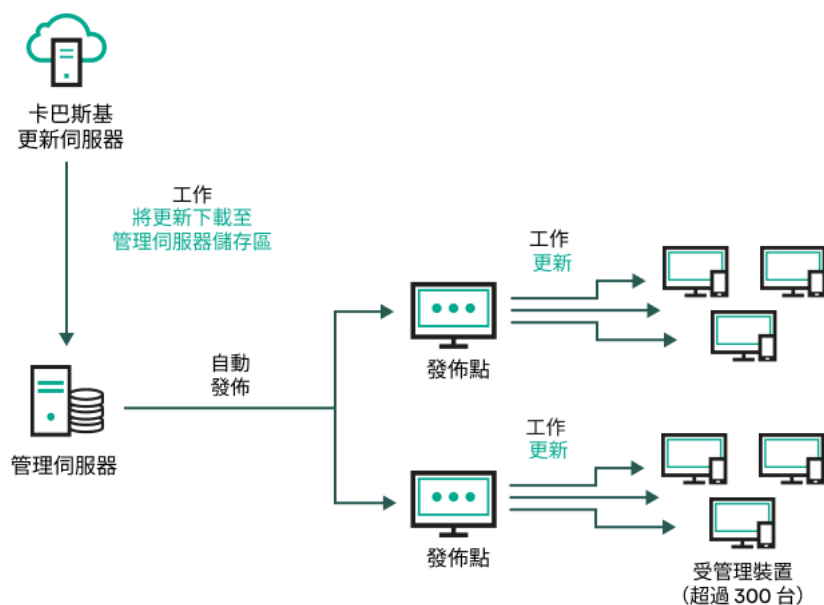 卡巴斯基
更新伺服器
工作
將更新下載至
管理伺服器儲存區
管理伺服器
自動
發佈
發佈點
工作
更新
發佈點
工作
更新
受管理裝置
（超過 300 台）